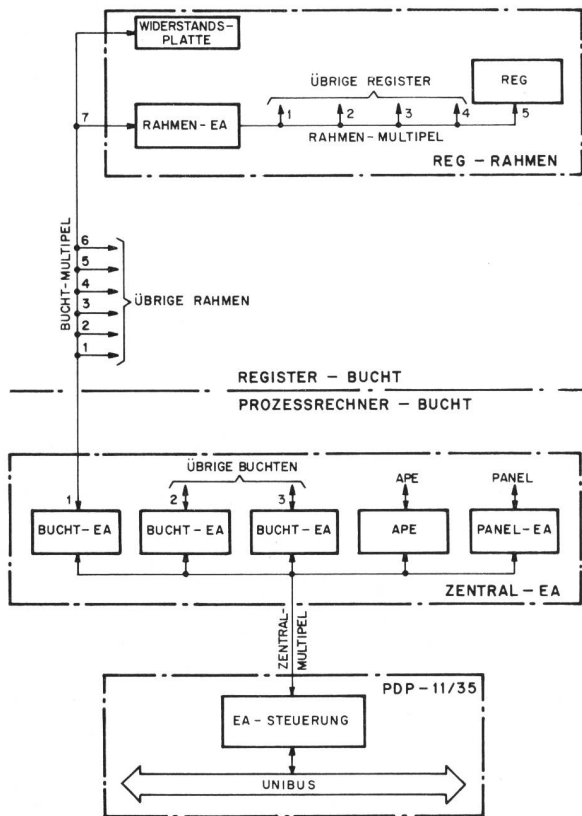 WIDERSTANDS-
PLATTE
ÜBRIGE REGISTER
REG
7
RAHMEN-EA
1 2 3 4 5
RAHMEN-MULTIPEL
REG - RAHMEN
BUCHT-MULTIPEL
6
5
4
3
2
1
ÜBRIGE RAHMEN
REGISTER - BUCHT
PROZESSRECHNER - BUCHT
ÜBRIGE BUCHTEN
APE
PANEL
1
2
3
BUCHT-EA
BUCHT-EA
BUCHT-EA
APE
PANEL-EA
ZENTRAL-EA
ZENTRAL-
MULTIPEL
PDP-11/35
EA-STEUERUNG
UNIBUS